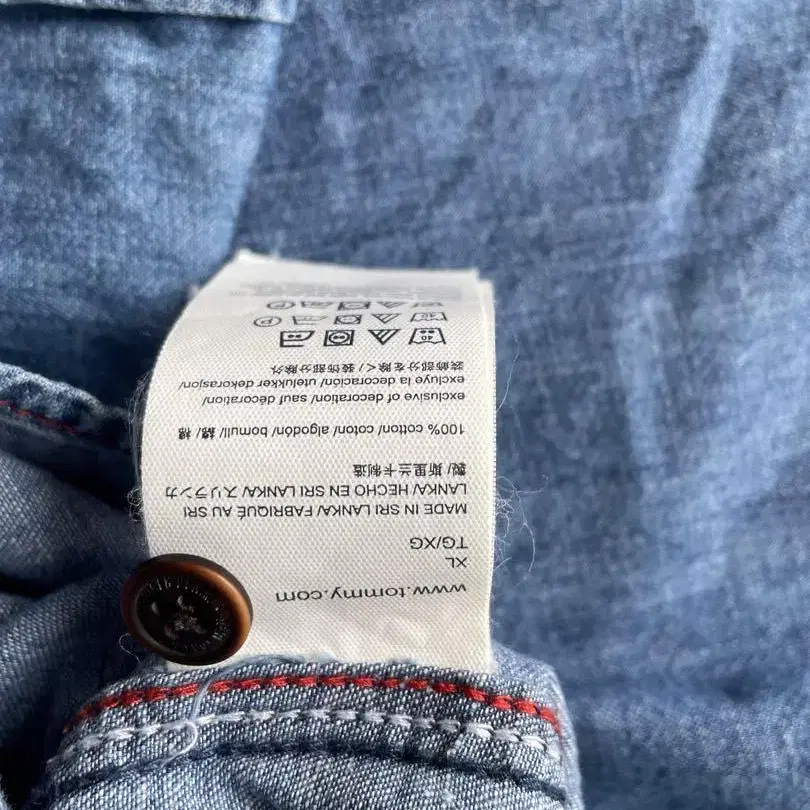 www.tommy.com
XL
TG/XG
MADE IN SRI LANKA/ FABRIQUÉ AU SRI
LANKA/ HECHO EN SRI LANKA/ スリランカ
製/ 斯里兰卡制造
100% cotton/ coton/ algodón/ bomull/ 綿/ 棉
exclusive of decoration/ sauf décoration/
excluye la decoración/ utelukker dekorasjon/
装飾部分を除く/ 装饰部分除外
40
40
P
P